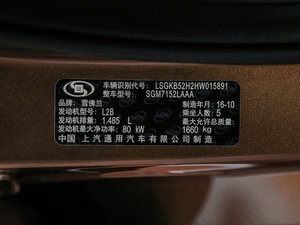 车辆识别代号: LSGKB52H2HW015891
整车型号: SGM7152LAAA
品牌: 雪佛兰 制造年月: 16-10
发动机型号: L2B 乘坐人数: 5
发动机排量: 1.485 L 最大允许总质量:
发动机最大净功率: 80 kW 1660 kg
中国 上汽通用汽车有限公司制造